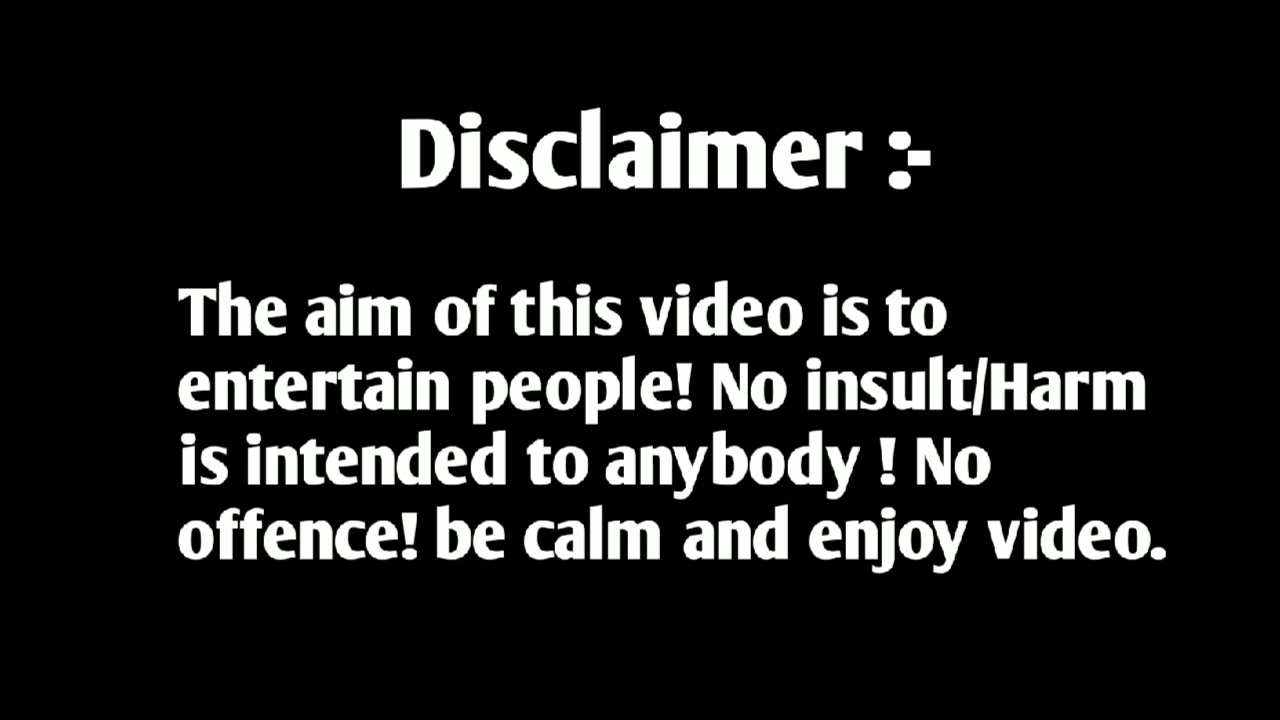 Disclaimer :-
The aim of this video is to
entertain people! No insult/Harm
is intended to anybody ! No
offence! be calm and enjoy video.